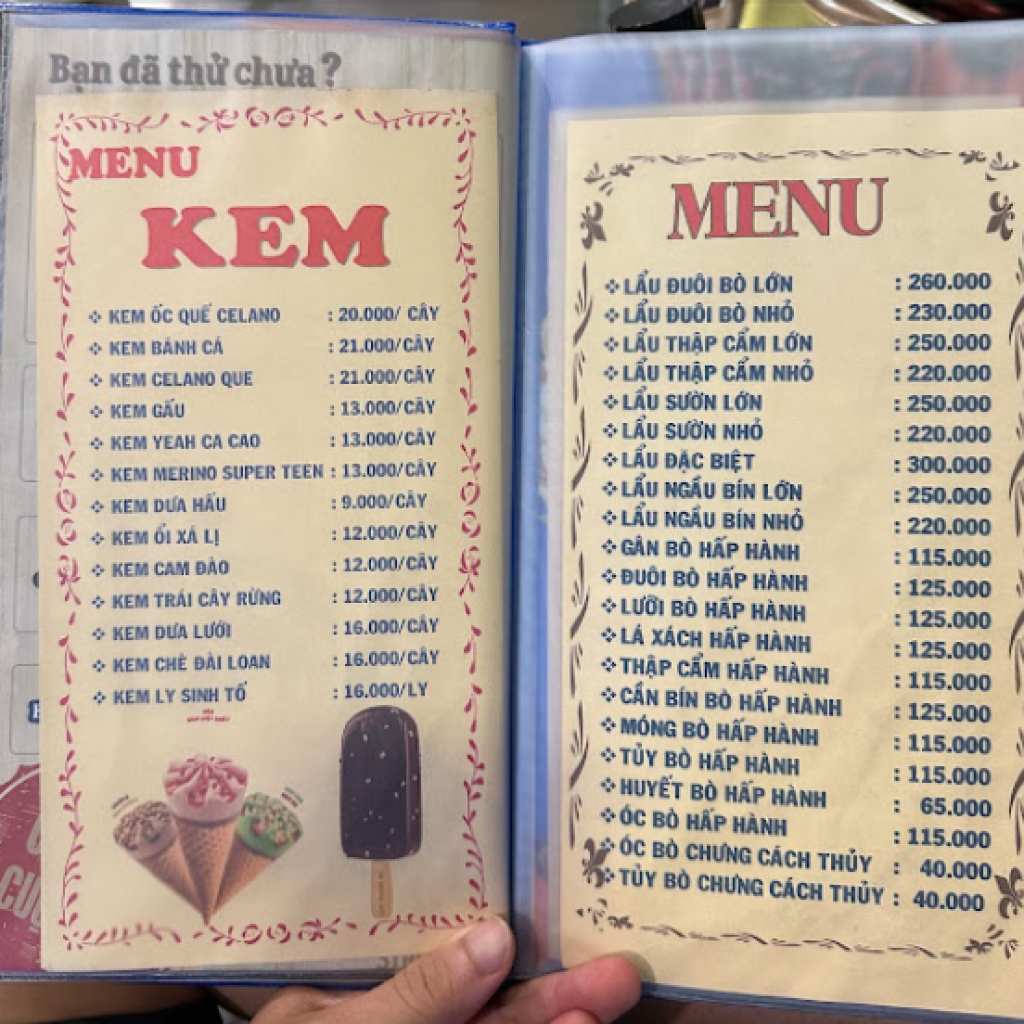 Bạn đã thử chưa?
MENU
KEM
KEM ỐC QUẾ CELANO : 20.000/ CÂY
KEM BÁNH CÁ : 21.000/CÂY
KEM CELANO QUE : 21.000/CÂY
KEM GẤU : 13.000/CÂY
KEM YEAH CA CAO : 13.000/CÂY
KEM MERINO SUPER TEEN : 13.000/CÂY
KEM DƯA HẤU : 9.000/CÂY
KEM ỔI XÁ LỊ : 12.000/CÂY
KEM CAM ĐÀO : 12.000/CÂY
KEM TRÁI CÂY RỪNG : 12.000/CÂY
KEM DƯA LƯỚI : 16.000/CÂY
KEM CHÈ ĐÀI LOAN : 16.000/CÂY
KEM LY SINH TỐ : 16.000/LY
MENU
LẨU ĐUÔI BÒ LỚN : 260.000
LẨU ĐUÔI BÒ NHỎ : 230.000
LẨU THẬP CẨM LỚN : 250.000
LẨU THẬP CẨM NHỎ : 220.000
LẨU SƯỜN LỚN : 250.000
LẨU SƯỜN NHỎ : 220.000
LẨU ĐẶC BIỆT : 300.000
LẨU NGẦU BÍN LỚN : 250.000
LẨU NGẦU BÍN NHỎ : 220.000
GÂN BÒ HẤP HÀNH : 115.000
ĐUÔI BÒ HẤP HÀNH : 125.000
LƯỠI BÒ HẤP HÀNH : 125.000
LÁ XÁCH HẤP HÀNH : 125.000
THẬP CẨM HẤP HÀNH : 115.000
CẦN BÍN BÒ HẤP HÀNH : 125.000
MÓNG BÒ HẤP HÀNH : 115.000
TỦY BÒ HẤP HÀNH : 115.000
HUYẾT BÒ HẤP HÀNH : 65.000
ÓC BÒ HẤP HÀNH : 115.000
ÓC BÒ CHƯNG CÁCH THỦY : 40.000
TỦY BÒ CHƯNG CÁCH THỦY : 40.000